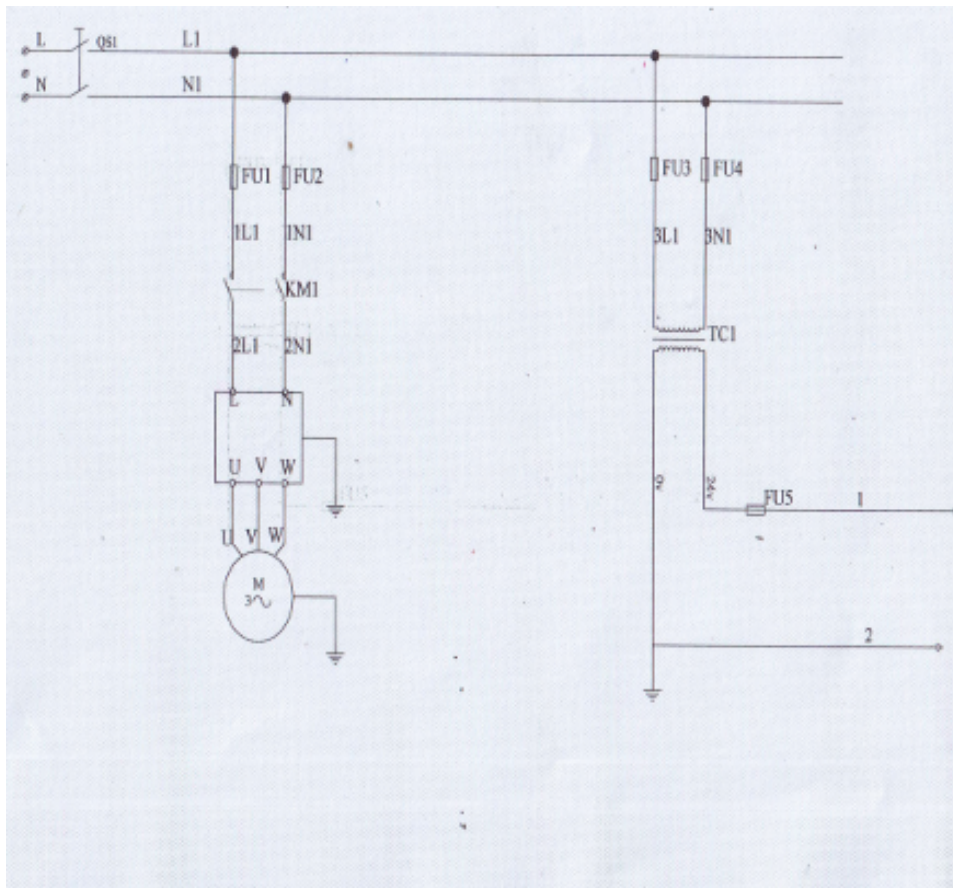 L QS1 L1
N N1
FU1 FU2 FU3 FU4
1L1 1N1 3L1 3N1
KM1
TC1
2L1 2N1
L N
U V W
0v 24v
FU5 1
U V W
M
3
2